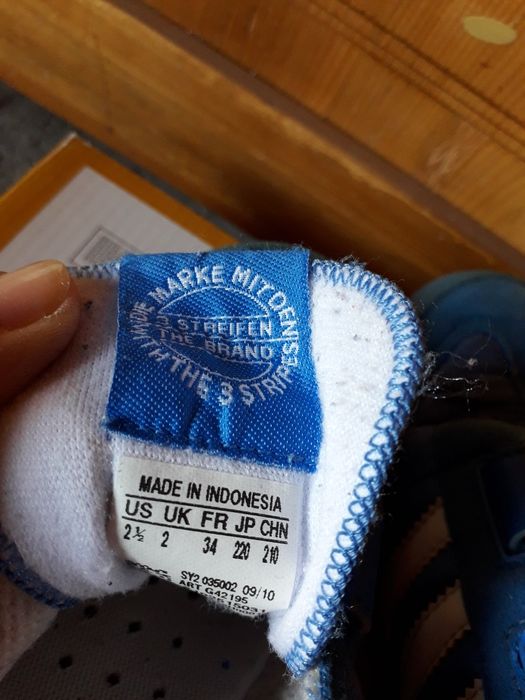 DIE MARKE MIT DEN
3 STREIFEN
THE BRAND
WITH THE 3 STRIPES
MADE IN INDONESIA
US UK FR JP CHN
2½ 2 34 220 210
SY2 035002 09/10
ART G42195